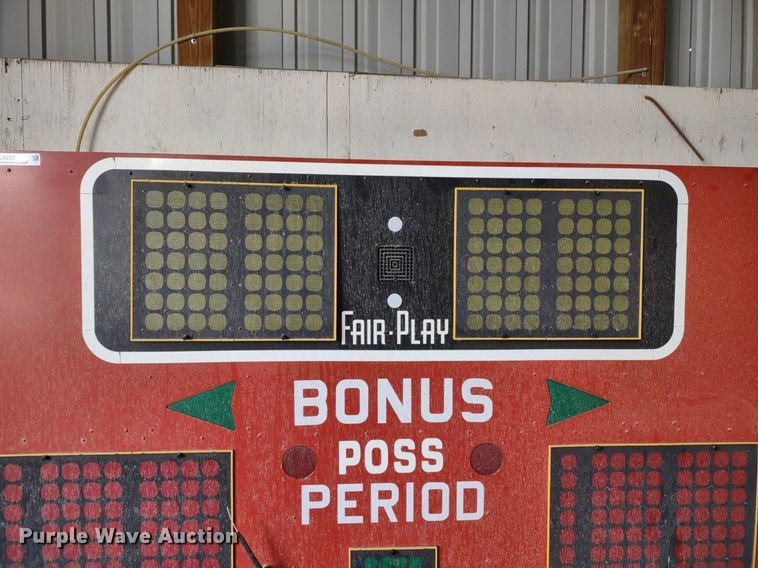 FAIR-PLAY
BONUS
POSS
PERIOD
Purple Wave Auction